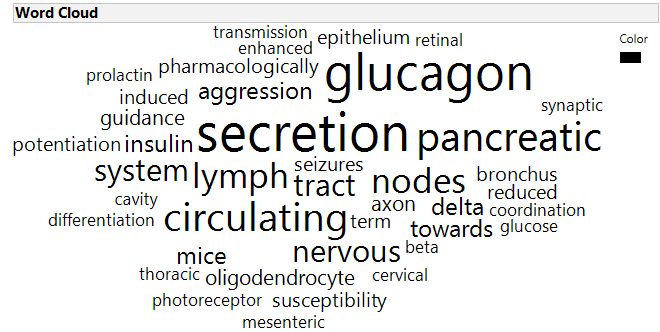 Word Cloud
Color
transmission
enhanced
epithelium
retinal
prolactin
pharmacologically
glucagon
induced
aggression
synaptic
guidance
potentiation
insulin
secretion
pancreatic
system
lymph
seizures
tract
nodes
bronchus
reduced
cavity
axon
delta
coordination
differentiation
circulating
term
towards
glucose
mice
nervous
beta
thoracic
oligodendrocyte
cervical
photoreceptor
susceptibility
mesenteric